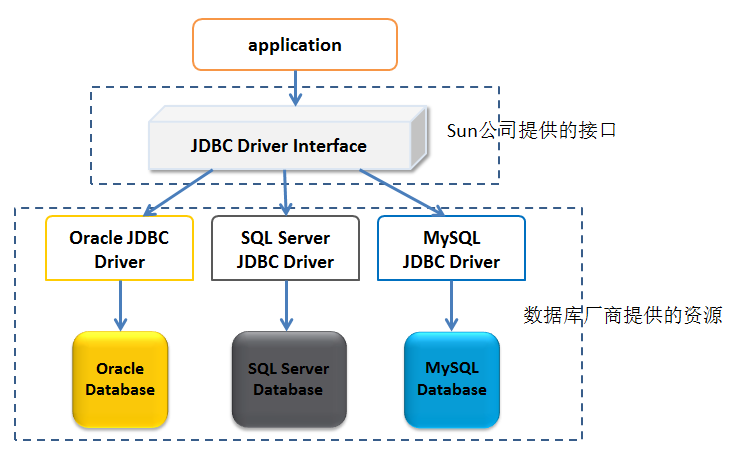 application
Sun公司提供的接口
JDBC Driver Interface
Oracle JDBC
Driver
SQL Server
JDBC Driver
MySQL
JDBC Driver
数据库厂商提供的资源
Oracle
Database
SQL Server
Database
MySQL
Database